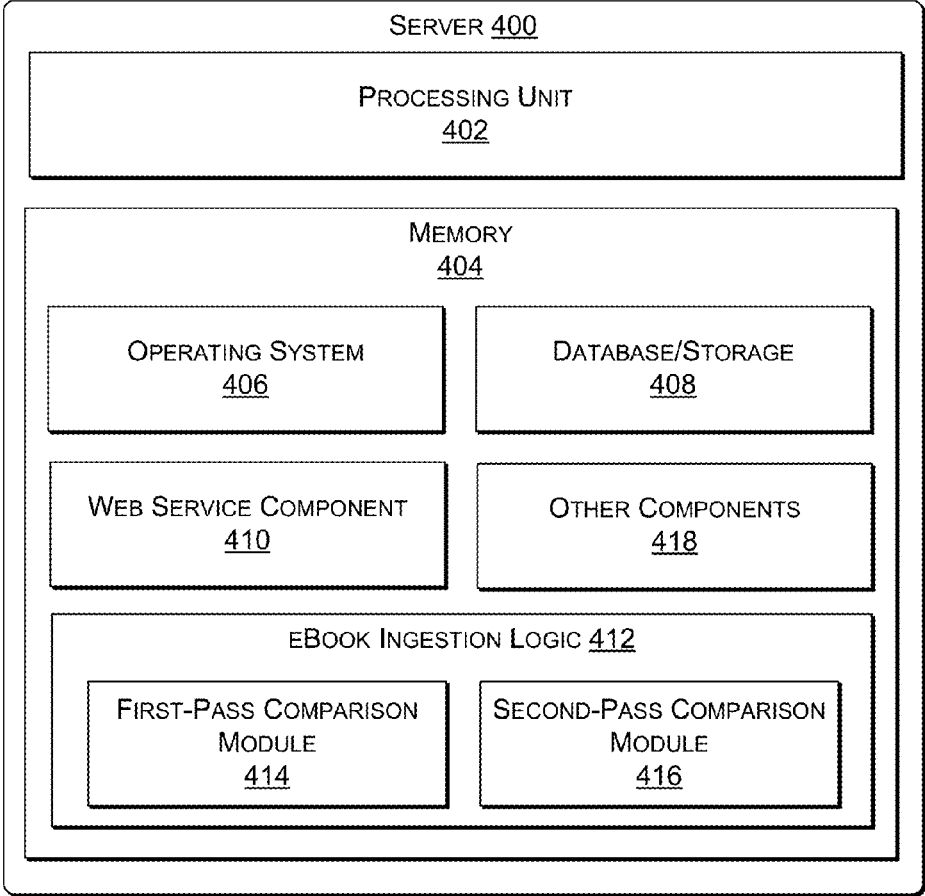 SERVER 400
PROCESSING UNIT
402
MEMORY
404
OPERATING SYSTEM
406
DATABASE/STORAGE
408
WEB SERVICE COMPONENT
410
OTHER COMPONENTS
418
EBOOK INGESTION LOGIC 412
FIRST-PASS COMPARISON
MODULE
414
SECOND-PASS COMPARISON
MODULE
416